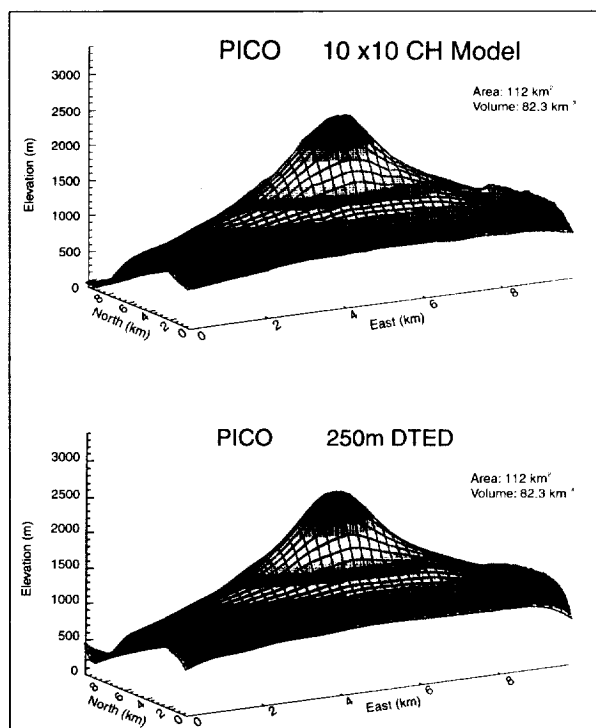 PICO 10 x10 CH Model
Area: 112 km²
Volume: 82.3 km³
3500
3000
2500
2000
1500
1000
500
0
Elevation (m)
8
6
4
2
0
North (km)
0
2
4
6
8
East (km)
PICO 250m DTED
Area: 112 km²
Volume: 82.3 km
3000
2500
2000
1500
1000
500
0
Elevation (m)
8
6
4
2
0
North (km)
0
2
4
6
8
East (km)